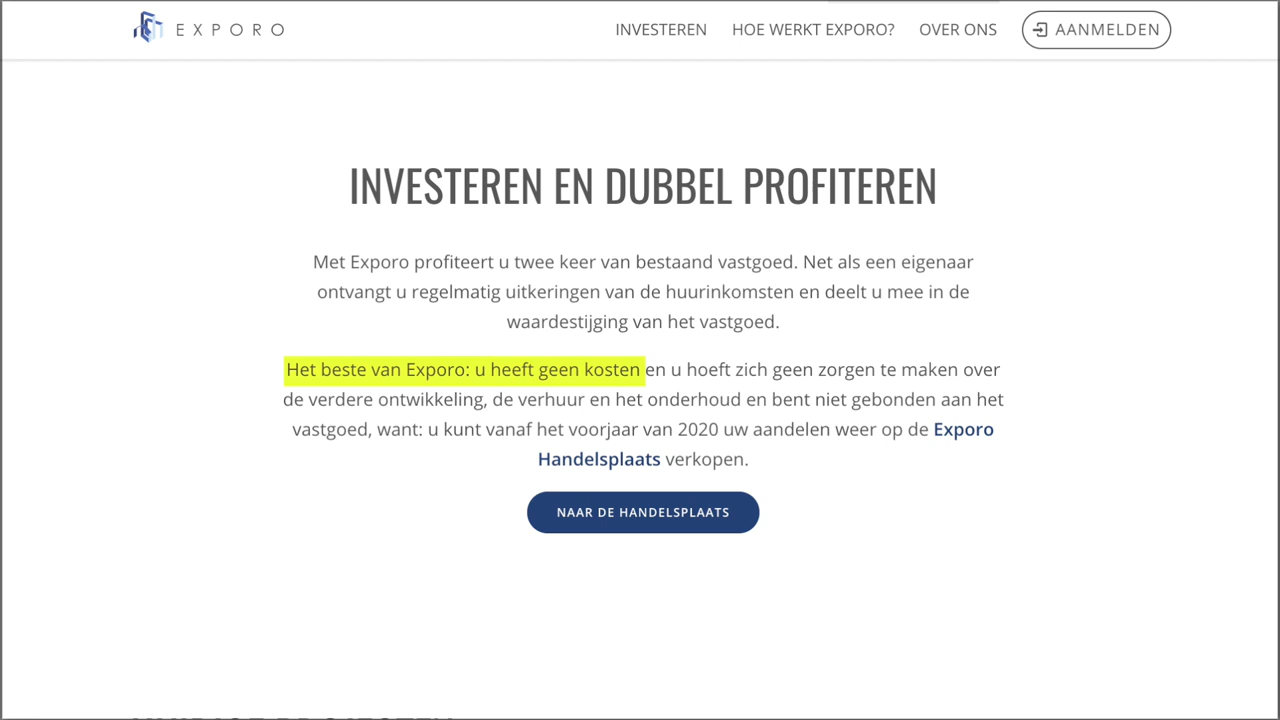 EXPORO
INVESTEREN
HOE WERKT EXPORO?
OVER ONS
AANMELDEN
INVESTEREN EN DUBBEL PROFITEREN
Met Exporo profiteert u twee keer van bestaand vastgoed. Net als een eigenaar
ontvangt u regelmatig uitkeringen van de huurinkomsten en deelt u mee in de
waardestijging van het vastgoed.
Het beste van Exporo: u heeft geen kosten en u hoeft zich geen zorgen te maken over
de verdere ontwikkeling, de verhuur en het onderhoud en bent niet gebonden aan het
vastgoed, want: u kunt vanaf het voorjaar van 2020 uw aandelen weer op de Exporo
Handelsplaats verkopen.
NAAR DE HANDELSPLAATS